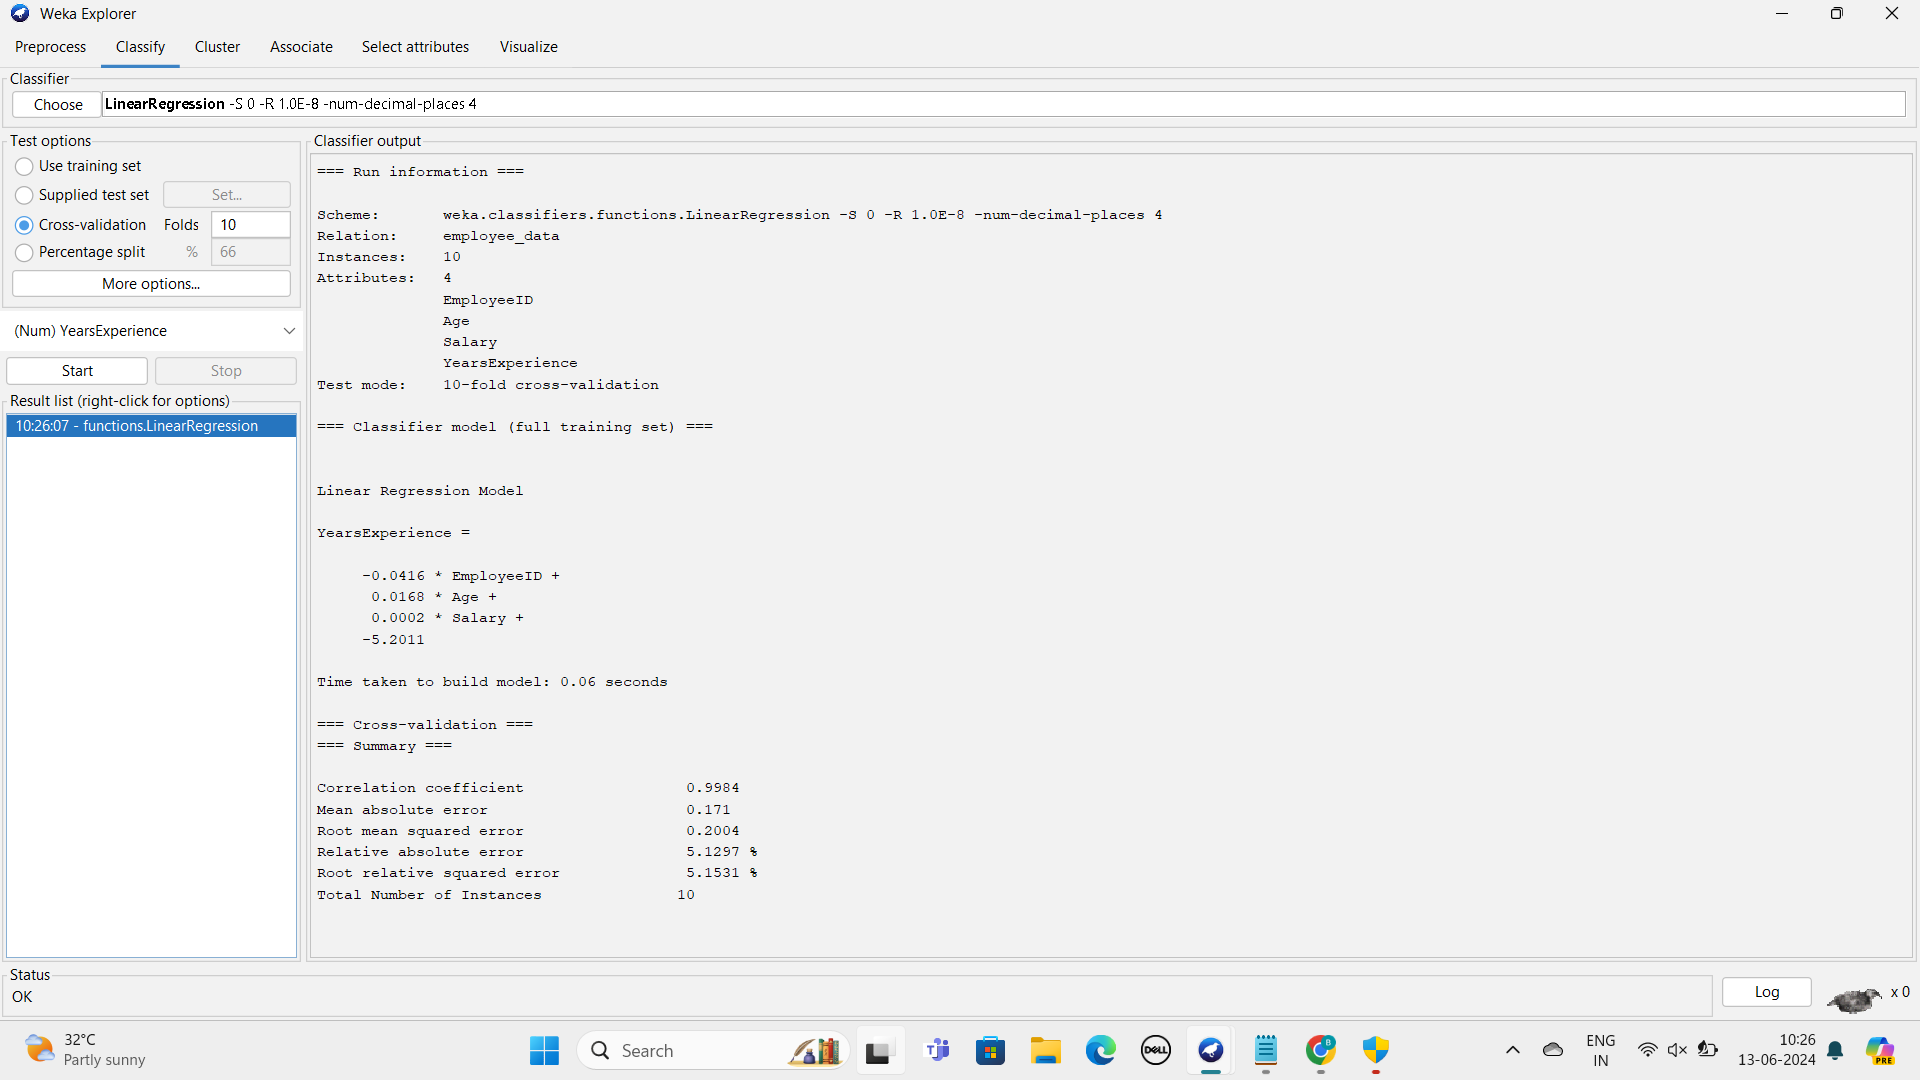 Weka Explorer
Preprocess Classify Cluster Associate Select attributes Visualize
Classifier
Choose LinearRegression -S 0 -R 1.0E-8 -num-decimal-places 4
Test options
Use training set
Supplied test set Set...
Cross-validation Folds 10
Percentage split % 66
More options...
(Num) YearsExperience
Start Stop
Result list (right-click for options)
10:26:07 - functions.LinearRegression
Classifier output
=== Run information ===
Scheme: weka.classifiers.functions.LinearRegression -S 0 -R 1.0E-8 -num-decimal-places 4
Relation: employee_data
Instances: 10
Attributes: 4
EmployeeID
Age
Salary
YearsExperience
Test mode: 10-fold cross-validation
=== Classifier model (full training set) ===
Linear Regression Model
YearsExperience =
-0.0416 * EmployeeID +
0.0168 * Age +
0.0002 * Salary +
-5.2011
Time taken to build model: 0.06 seconds
=== Cross-validation ===
=== Summary ===
Correlation coefficient 0.9984
Mean absolute error 0.171
Root mean squared error 0.2004
Relative absolute error 5.1297 %
Root relative squared error 5.1531 %
Total Number of Instances 10
Status
OK
Log x 0
32°C
Partly sunny
Search
DELL
B
ENG
IN
10:26
13-06-2024
PRE